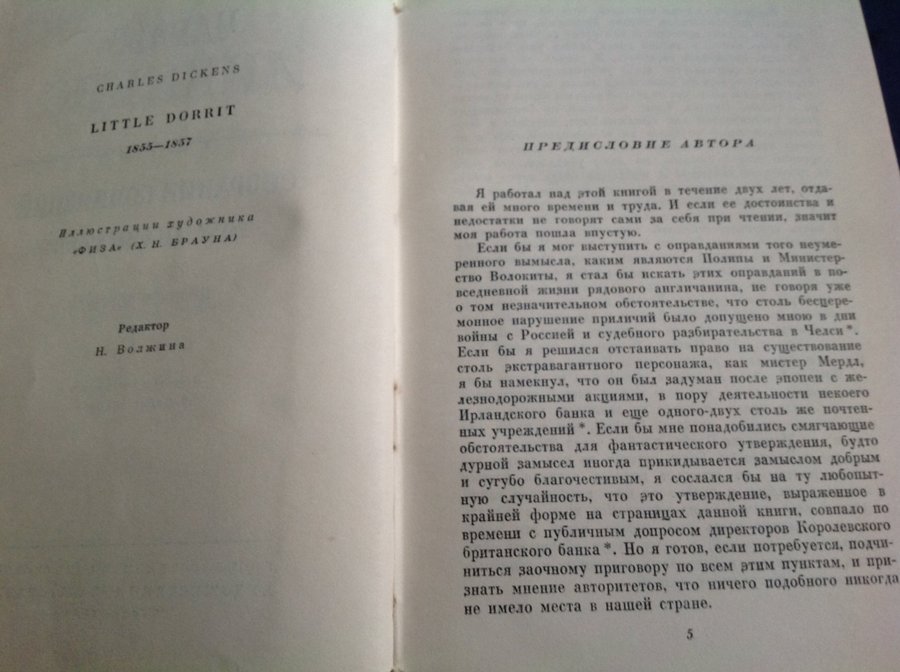 CHARLES DICKENS
LITTLE DORRIT
1855—1857
Иллюстрации художника
«ФИЗА» (Х. Н. БРАУНА)
Редактор
Н. Волжина
ПРЕДИСЛОВИЕ АВТОРА
Я работал над этой книгой в течение двух лет, отда-
вая ей много времени и труда. И если ее достоинства и
недостатки не говорят сами за себя при чтении, значит
моя работа пошла впустую.
Если бы я мог выступить с оправданиями того неуме-
ренного вымысла, каким являются Полипы и Министер-
ство Волокиты, я стал бы искать этих оправданий в по-
вседневной жизни рядового англичанина, не говоря уже
о том незначительном обстоятельстве, что столь бесцере-
монное нарушение приличий было допущено мною в дни
войны с Россией и судебного разбирательства в Челси*.
Если бы я решился отстаивать право на существование
столь экстравагантного персонажа, как мистер Мердл,
я бы намекнул, что он был задуман после эпопеи с же-
лезнодорожными акциями, в пору деятельности некоего
Ирландского банка и еще одного-двух столь же почтен-
ных учреждений*. Если бы мне понадобились смягчающие
обстоятельства для фантастического утверждения, будто
дурной замысел иногда прикидывается замыслом добрым
и сугубо благочестивым, я сослался бы на ту любопыт-
ную случайность, что это утверждение, выраженное в
крайней форме на страницах данной книги, совпало по
времени с публичным допросом директоров Королевского
британского банка*. Но я готов, если потребуется, подчи-
ниться заочному приговору по всем этим пунктам, и при-
знать мнение авторитетов, что ничего подобного никогда
не имело места в нашей стране.
5